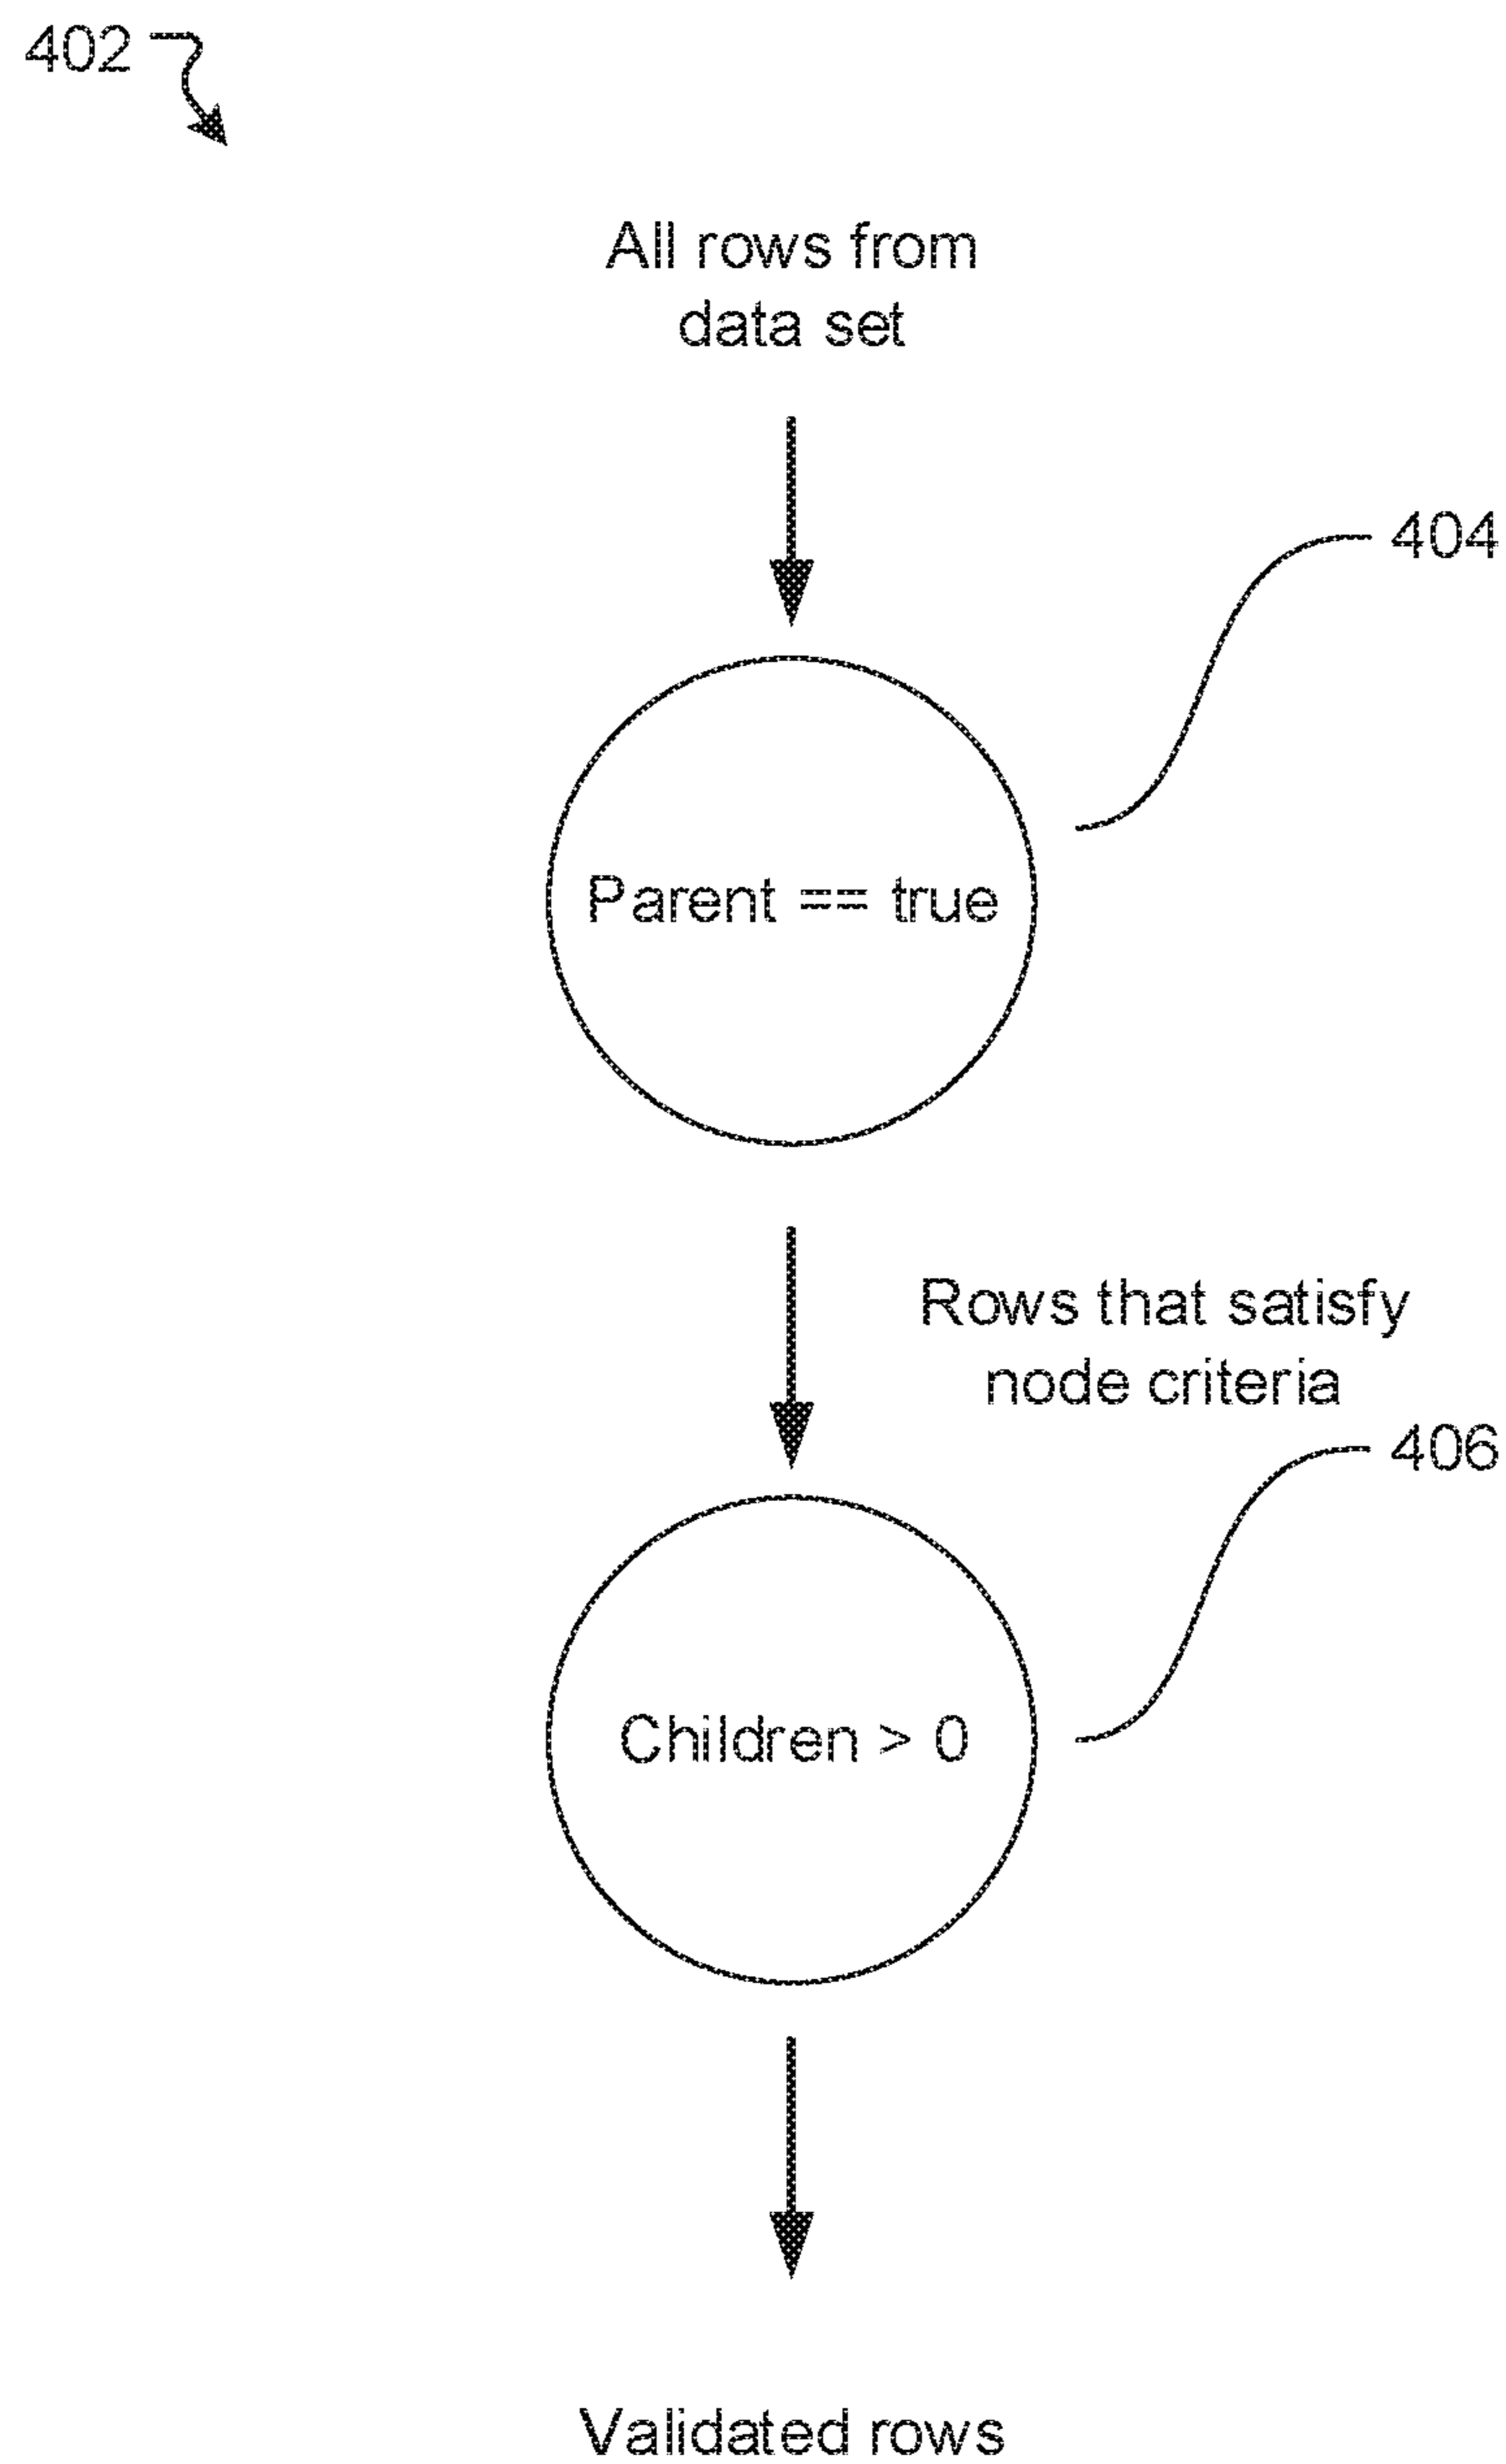 402
All rows from
data set
404
Parent == true
Rows that satisfy
node criteria
406
Children > 0
Validated rows